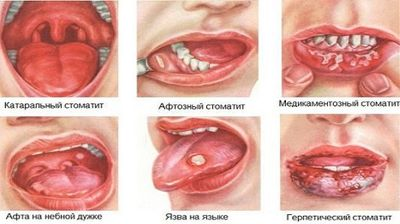 Катаральный стоматит
Афтозный стоматит
Медикаментозный стоматит
Афта на небной дужке
Язва на языке
Герпетический стоматит